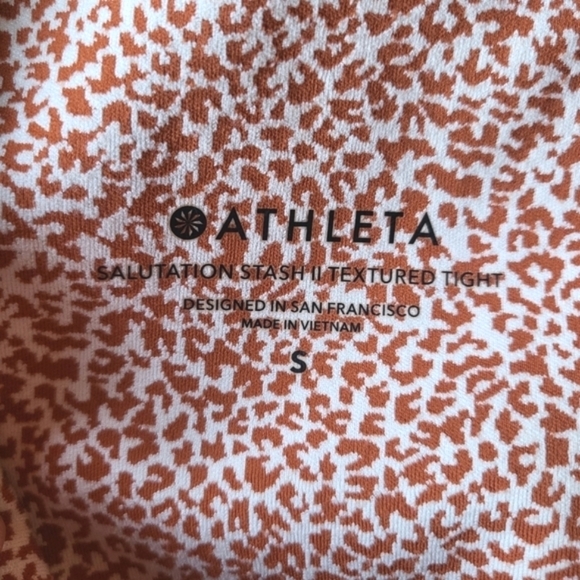 ATHLETA
SALUTATION STASH II TEXTURED TIGHT
DESIGNED IN SAN FRANCISCO
MADE IN VIETNAM
S